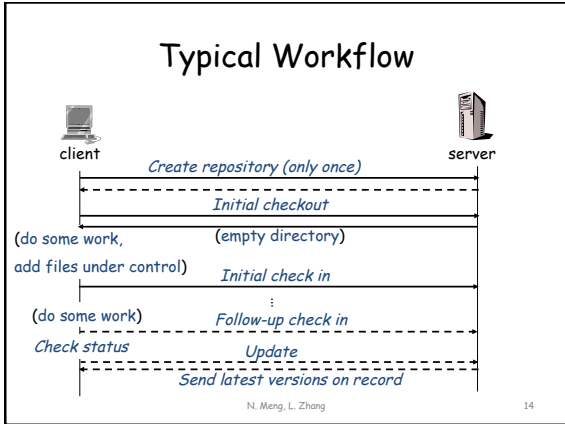 Typical Workflow
client
server
Create repository (only once)
Initial checkout
(empty directory)
(do some work,
add files under control)
Initial check in
⋮
(do some work)
Follow-up check in
Check status
Update
Send latest versions on record
N. Meng, L. Zhang
14